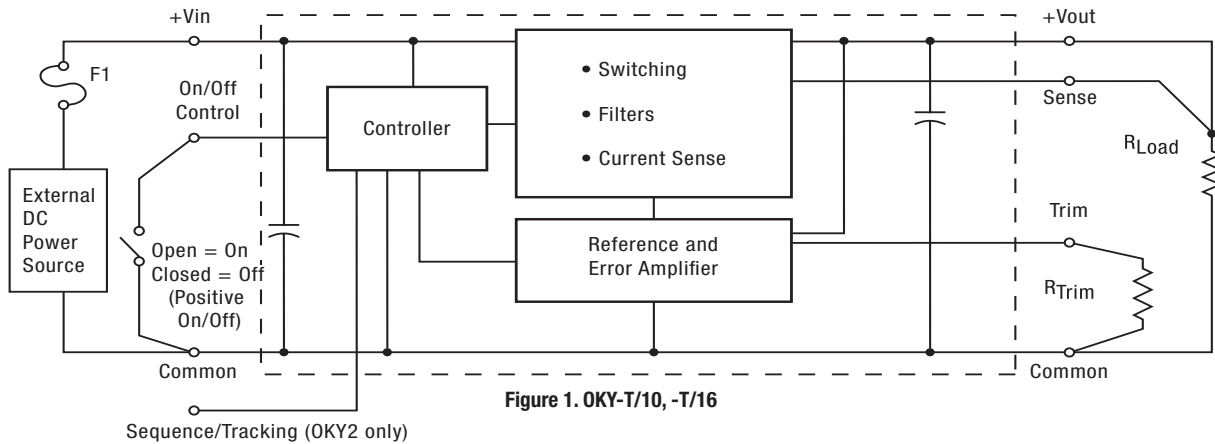 +Vin
+Vout
F1
On/Off
Control
Controller
• Switching
• Filters
• Current Sense
Sense
RLoad
External
DC
Power
Source
Open = On
Closed = Off
(Positive
On/Off)
Reference and
Error Amplifier
Trim
RTrim
Common
Common
Figure 1. OKY-T/10, -T/16
Sequence/Tracking (OKY2 only)